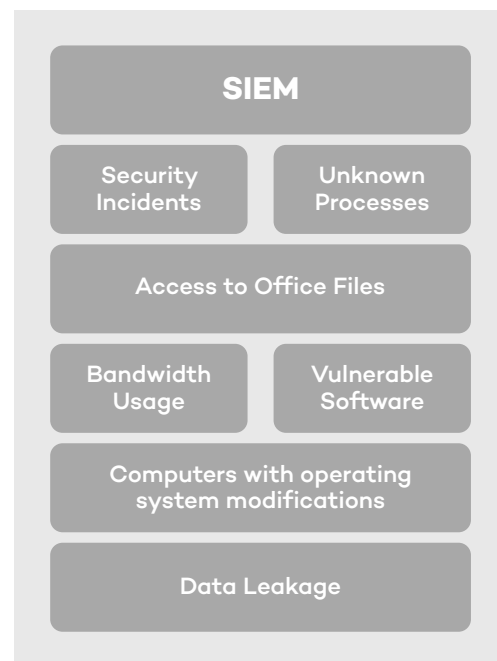 SIEM
Security
Incidents
Unknown
Processes
Access to Office Files
Bandwidth
Usage
Vulnerable
Software
Computers with operating
system modifications
Data Leakage